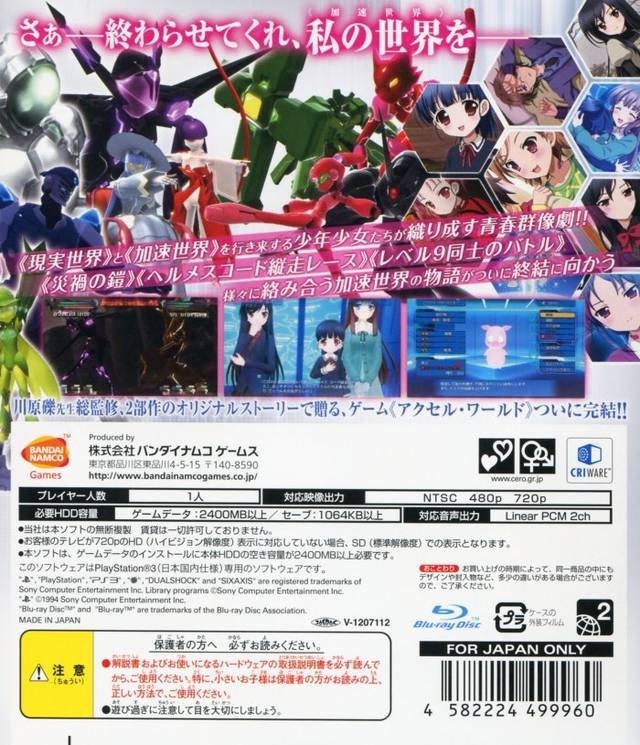 《加速世界》
さぁ──終わらせてくれ、私の世界を──
《現実世界》と《加速世界》を行き来する少年少女たちが織り成す青春群像劇!!
《災禍の鎧》《ヘルメスコード縦走レース》《レベル9同士のバトル》
様々に絡み合う加速世界の物語がついに終結に向かう
川原礫先生総監修、2部作のオリジナルストーリーで贈る、ゲーム《アクセル・ワールド》ついに完結!!
BANDAI NAMCO Games
Produced by
株式会社 バンダイナムコ ゲームス
東京都品川区東品川4-5-15 〒140-8590
http://www.bandainamcogames.co.jp/
www.cero.gr.jp
CRIWARE™
プレイヤー人数 1人 対応映像出力 NTSC 480p 720p
必要HDD容量 ゲームデータ：2400MB以上／セーブ：1064KB以上 対応音声出力 Linear PCM 2ch
●当社は本ソフトの無断複製 賃貸は一切許可しておりません。
●お客様のテレビが720pのHD（ハイビジョン解像度）表示に対応していない場合、SD（標準解像度）での表示となります。
●本ソフトは、ゲームデータのインストールに本体HDDの空き容量が2400MB以上必要です。
このソフトウェアはPlayStation®3（日本国内仕様）専用のソフトウェアです。
"PlayStation", "DUALSHOCK" and "SIXAXIS" are registered trademarks of
Sony Computer Entertainment Inc. Library programs ©Sony Computer Entertainment Inc.
©1994 Sony Computer Entertainment Inc.
"Blu-ray Disc™" and "Blu-ray™" are trademarks of the Blu-ray Disc Association.
MADE IN JAPAN
V-1207112
おことわり お買い上げの時期によって、同一商品の中にも
デザインや封入物など、多少の違いがある場合がございます
ので、ご了承ください。
Blu-ray Disc
プラ
ケースの
外装フィルム
2
FOR JAPAN ONLY
4 582224 499960
注意
（ちゅうい）
保護者の方へ 必ずお読みください。
●解説書およびお使いになるハードウェアの取扱説明書を必ず読んで
から、ご使用ください。特に、小さいお子様は保護者の方がお読みの上、
正しい方法で、ご使用ください。
●遊び過ぎに注意して目を大切にしましょう。